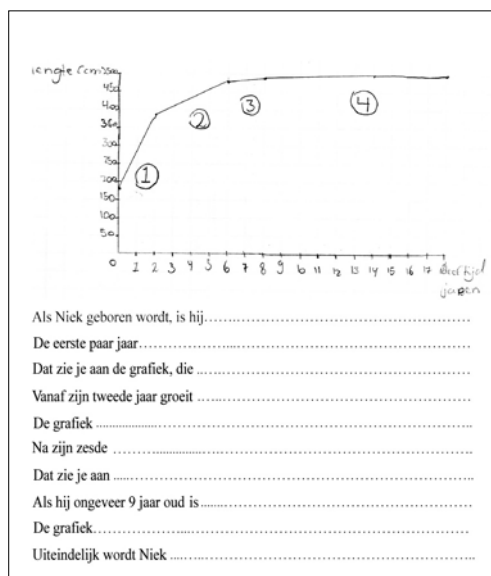 lengte (cm) 500
450
400
350
300
250
200
150
100
50
0 1 2 3 4 5 6 7 8 9 10 11 12 13 14 15 16 17 leeftijd
jaren
① ② ③ ④
Als Niek geboren wordt, is hij……………………………………………
De eerste paar jaar……………………………………………………
Dat zie je aan de grafiek, die ……………………………………………
Vanaf zijn tweede jaar groeit ……………………………………………
De grafiek ……………………………………………………………
Na zijn zesde ……………………………………………………………
Dat zie je aan ……………………………………………………………
Als hij ongeveer 9 jaar oud is……………………………………………
De grafiek……………………………………………………………
Uiteindelijk wordt Niek ……………………………………………………